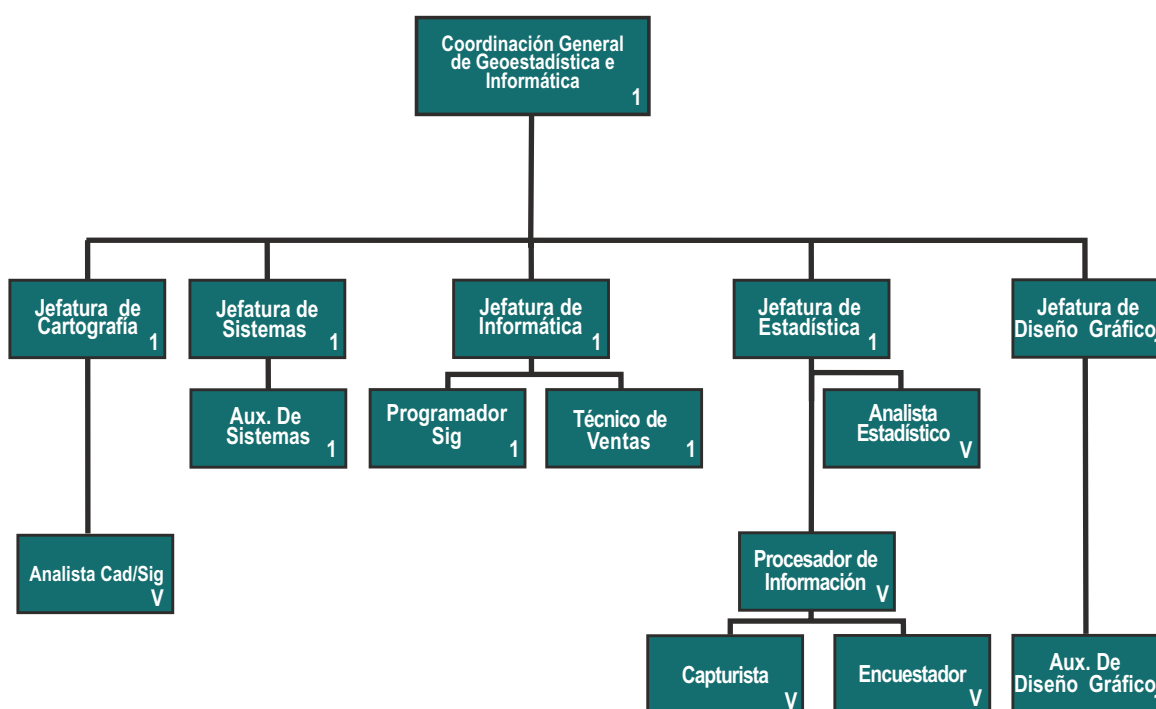 Coordinación General
de Geoestadística e
Informática
1
Jefatura de
Cartografía
1
Jefatura de
Sistemas
1
Jefatura de
Informática
1
Jefatura de
Estadística
1
Jefatura de
Diseño Gráfico
Aux. De
Sistemas
1
Programador
Sig
1
Técnico de
Ventas
1
Analista
Estadístico
V
Analista Cad/Sig
V
Procesador de
Información
V
Capturista
V
Encuestador
V
Aux. De
Diseño Gráfico